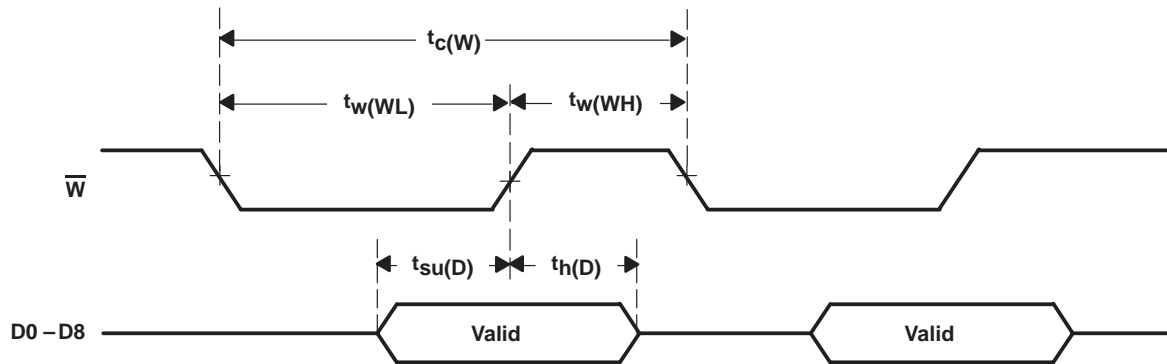 tc(W)
tw(WL) tw(WH)
W̅
tsu(D) th(D)
D0 – D8 Valid Valid